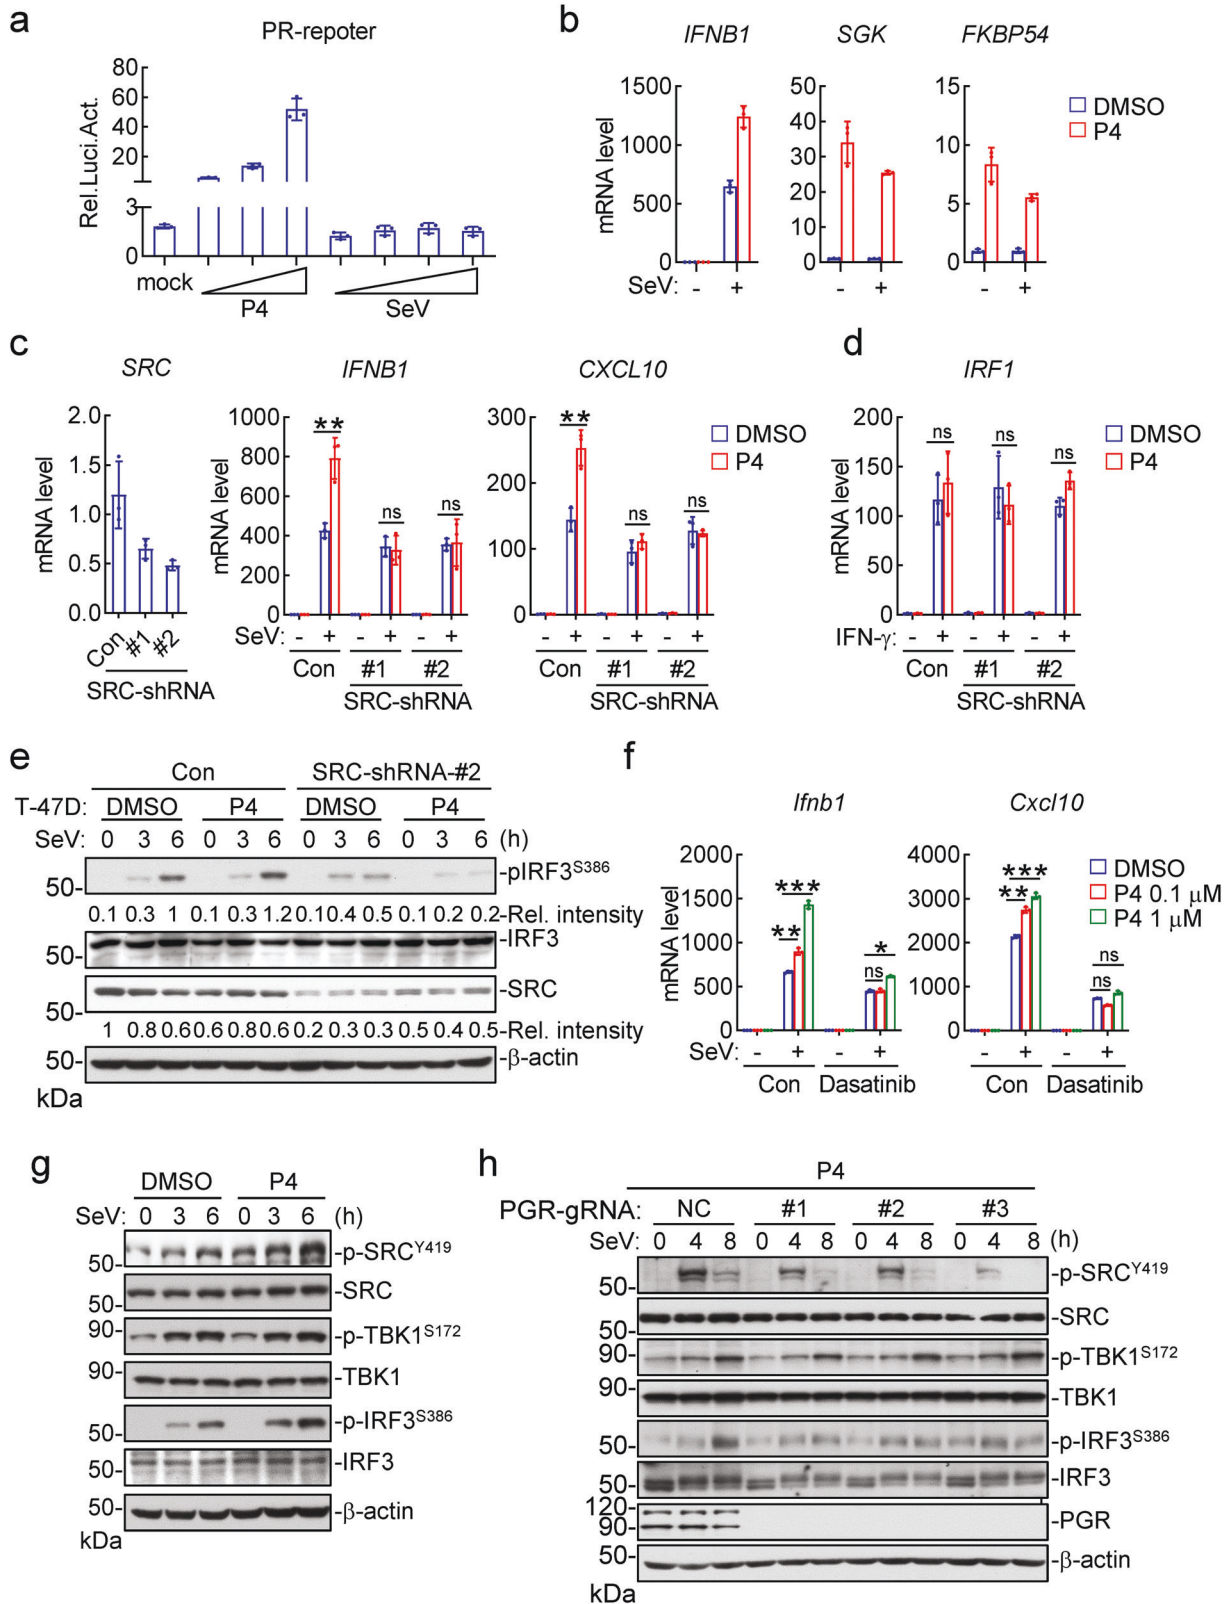 a
PR-repoter
Rel.Luci.Act.
80
60
40
20
3
0
mock
P4
SeV
b
IFNB1
SGK
FKBP54
mRNA level
1500
1000
500
0
50
40
30
20
10
0
15
10
5
0
DMSO
P4
SeV: - +
- +
- +
c
SRC
IFNB1
CXCL10
mRNA level
2.0
1.5
1.0
0.5
0.0
Con #1 #2
SRC-shRNA
mRNA level
1000
800
600
400
200
0
** ns ns
SeV: - + - + - +
Con #1 #2
SRC-shRNA
300
200
100
0
** ns ns
- + - + - +
Con #1 #2
SRC-shRNA
DMSO
P4
d
IRF1
mRNA level
200
150
100
50
0
ns ns ns
DMSO
P4
IFN-γ: - + - + - +
Con #1 #2
SRC-shRNA
e
Con SRC-shRNA-#2
T-47D: DMSO P4 DMSO P4
SeV: 0 3 6 0 3 6 0 3 6 0 3 6 (h)
50- -pIRF3S386
0.1 0.3 1 0.1 0.3 1.2 0.1 0.4 0.5 0.1 0.2 0.2 -Rel. intensity
50- -IRF3
50- -SRC
1 0.8 0.6 0.6 0.8 0.6 0.2 0.3 0.3 0.5 0.4 0.5 -Rel. intensity
50- -β-actin
kDa
f
Ifnb1
Cxcl10
mRNA level
2000
1500
1000
500
0
*** ** * ns
SeV: - + - +
Con Dasatinib
4000
3000
2000
1000
0
*** ** ns ns
- + - +
Con Dasatinib
DMSO
P4 0.1 μM
P4 1 μM
g
DMSO P4
SeV: 0 3 6 0 3 6 (h)
50- -p-SRCY419
50- -SRC
90- -p-TBK1S172
90- -TBK1
50- -p-IRF3S386
50- -IRF3
50- -β-actin
kDa
h
P4
PGR-gRNA: NC #1 #2 #3
SeV: 0 4 8 0 4 8 0 4 8 0 4 8 (h)
50- -p-SRCY419
50- -SRC
90- -p-TBK1S172
90- -TBK1
50- -p-IRF3S386
50- -IRF3
120-
90- -PGR
50- -β-actin
kDa